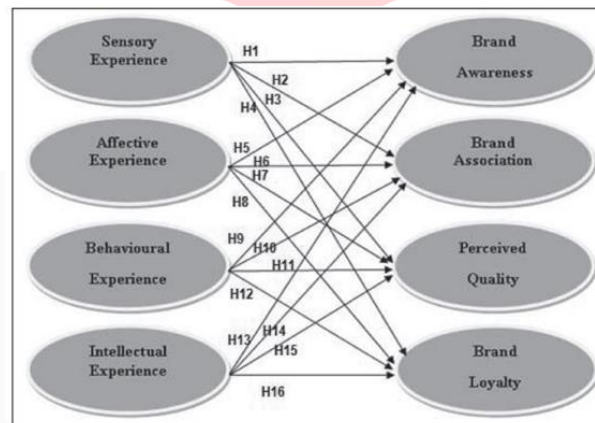 Sensory
Experience
Affective
Experience
Behavioural
Experience
Intellectual
Experience
H1
H2
H3
H4
H5
H6
H7
H8
H9
H10
H11
H12
H13
H14
H15
H16
Brand
Awareness
Brand
Association
Perceived
Quality
Brand
Loyalty